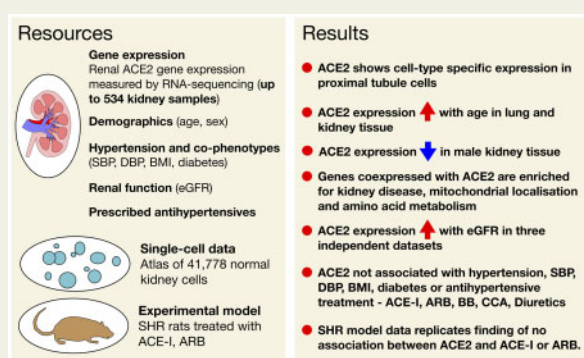 Resources
Gene expression
Renal ACE2 gene expression
measured by RNA-sequencing (up
to 534 kidney samples)
Demographics (age, sex)
Hypertension and co-phenotypes
(SBP, DBP, BMI, diabetes)
Renal function (eGFR)
Prescribed antihypertensives
Single-cell data
Atlas of 41,778 normal
kidney cells
Experimental model
SHR rats treated with
ACE-I, ARB
Results
ACE2 shows cell-type specific expression in
proximal tubule cells
ACE2 expression with age in lung and
kidney tissue
ACE2 expression in male kidney tissue
Genes coexpressed with ACE2 are enriched
for kidney disease, mitochondrial localisation
and amino acid metabolism
ACE2 expression with eGFR in three
independent datasets
ACE2 not associated with hypertension, SBP,
DBP, BMI, diabetes or antihypertensive
treatment - ACE-I, ARB, BB, CCA, Diuretics
SHR model data replicates finding of no
association between ACE2 and ACE-I or ARB.